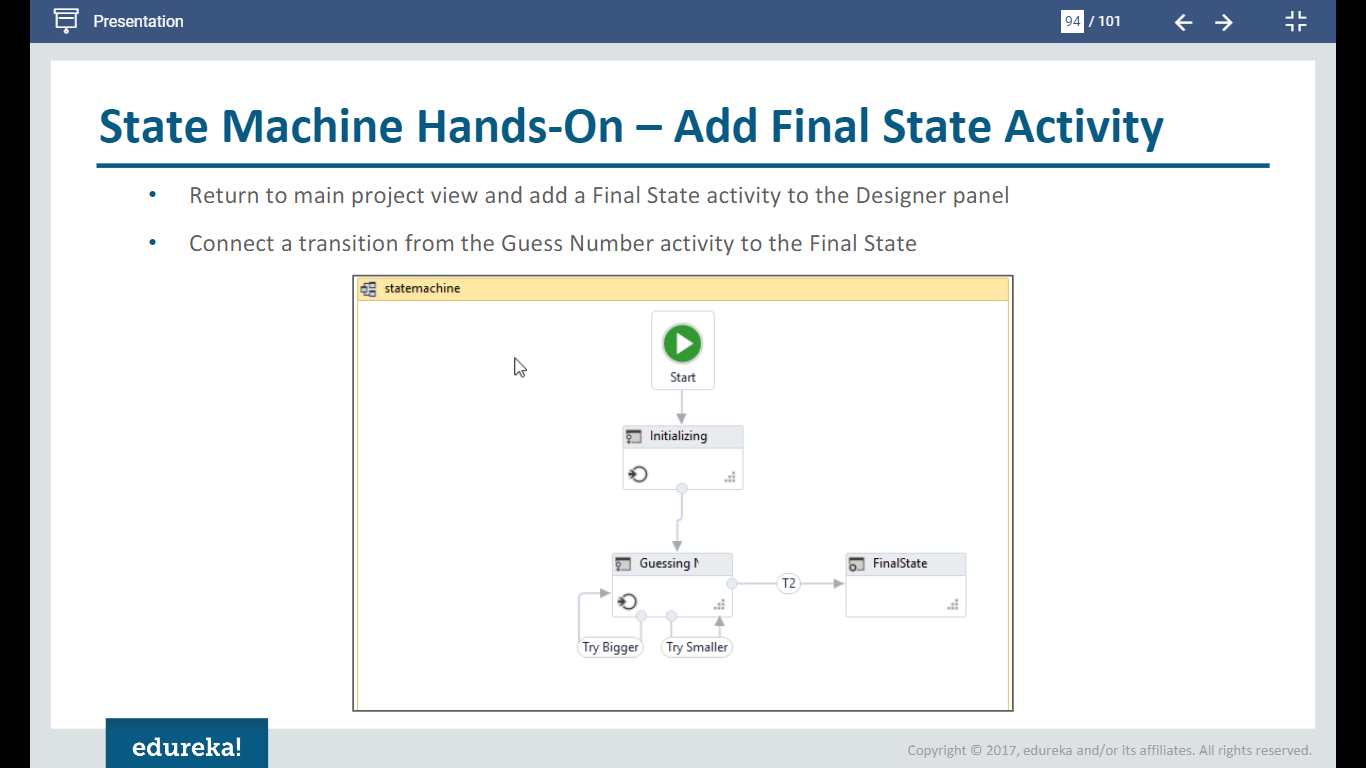 Presentation
94 / 101
State Machine Hands-On – Add Final State Activity
• Return to main project view and add a Final State activity to the Designer panel
• Connect a transition from the Guess Number activity to the Final State
statemachine
Start
Initializing
Guessing N
T2
FinalState
Try Bigger
Try Smaller
edureka!
Copyright © 2017, edureka and/or its affiliates. All rights reserved.